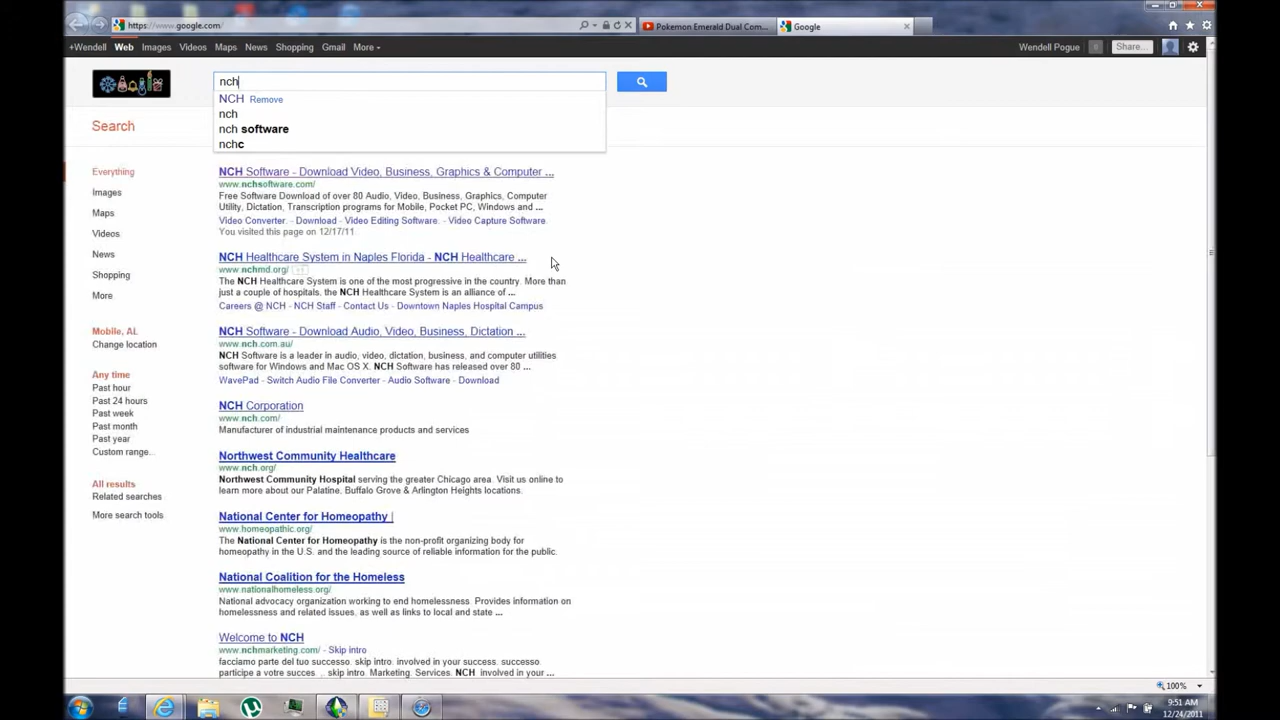 https://www.google.com/
Pokemon Emerald Dual Com...
Google
+Wendell Web Images Videos Maps News Shopping Gmail More
Wendell Pogue 0 Share...
nch
NCH Remove
nch
nch software
nchc
Search
Everything
Images
Maps
Videos
News
Shopping
More
Mobile, AL
Change location
Any time
Past hour
Past 24 hours
Past week
Past month
Past year
Custom range...
All results
Related searches
More search tools
NCH Software - Download Video, Business, Graphics & Computer ...
www.nchsoftware.com/
Free Software Download of over 80 Audio, Video, Business, Graphics, Computer
Utility, Dictation, Transcription programs for Mobile, Pocket PC, Windows and ...
Video Converter. - Download - Video Editing Software. - Video Capture Software
You visited this page on 12/17/11
NCH Healthcare System in Naples Florida - NCH Healthcare ...
www.nchmd.org/
The NCH Healthcare System is one of the most progressive in the country. More than
just a couple of hospitals. the NCH Healthcare System is an alliance of ...
Careers @ NCH - NCH Staff - Contact Us - Downtown Naples Hospital Campus
NCH Software - Download Audio, Video, Business, Dictation ...
www.nch.com.au/
NCH Software is a leader in audio, video, dictation, business, and computer utilities
software for Windows and Mac OS X. NCH Software has released over 80 ...
WavePad - Switch Audio File Converter - Audio Software - Download
NCH Corporation
www.nch.com/
Manufacturer of industrial maintenance products and services
Northwest Community Healthcare
www.nch.org/
Northwest Community Hospital serving the greater Chicago area. Visit us online to
learn more about our Palatine, Buffalo Grove & Arlington Heights locations.
National Center for Homeopathy |
www.homeopathic.org/
The National Center for Homeopathy is the non-profit organizing body for
homeopathy in the U.S. and the leading source of reliable information for the public.
National Coalition for the Homeless
www.nationalhomeless.org/
National advocacy organization working to end homelessness. Provides information on
homelessness and related issues, as well as links to local and state ...
Welcome to NCH
www.nchmarketing.com/ - Skip intro
facciamo parte del tuo successo. skip intro. involved in your success. successo.
participe a votre succes. , skip intro. Marketing. Services. NCH involved in your ...
100%
9:51 AM
12/24/2011